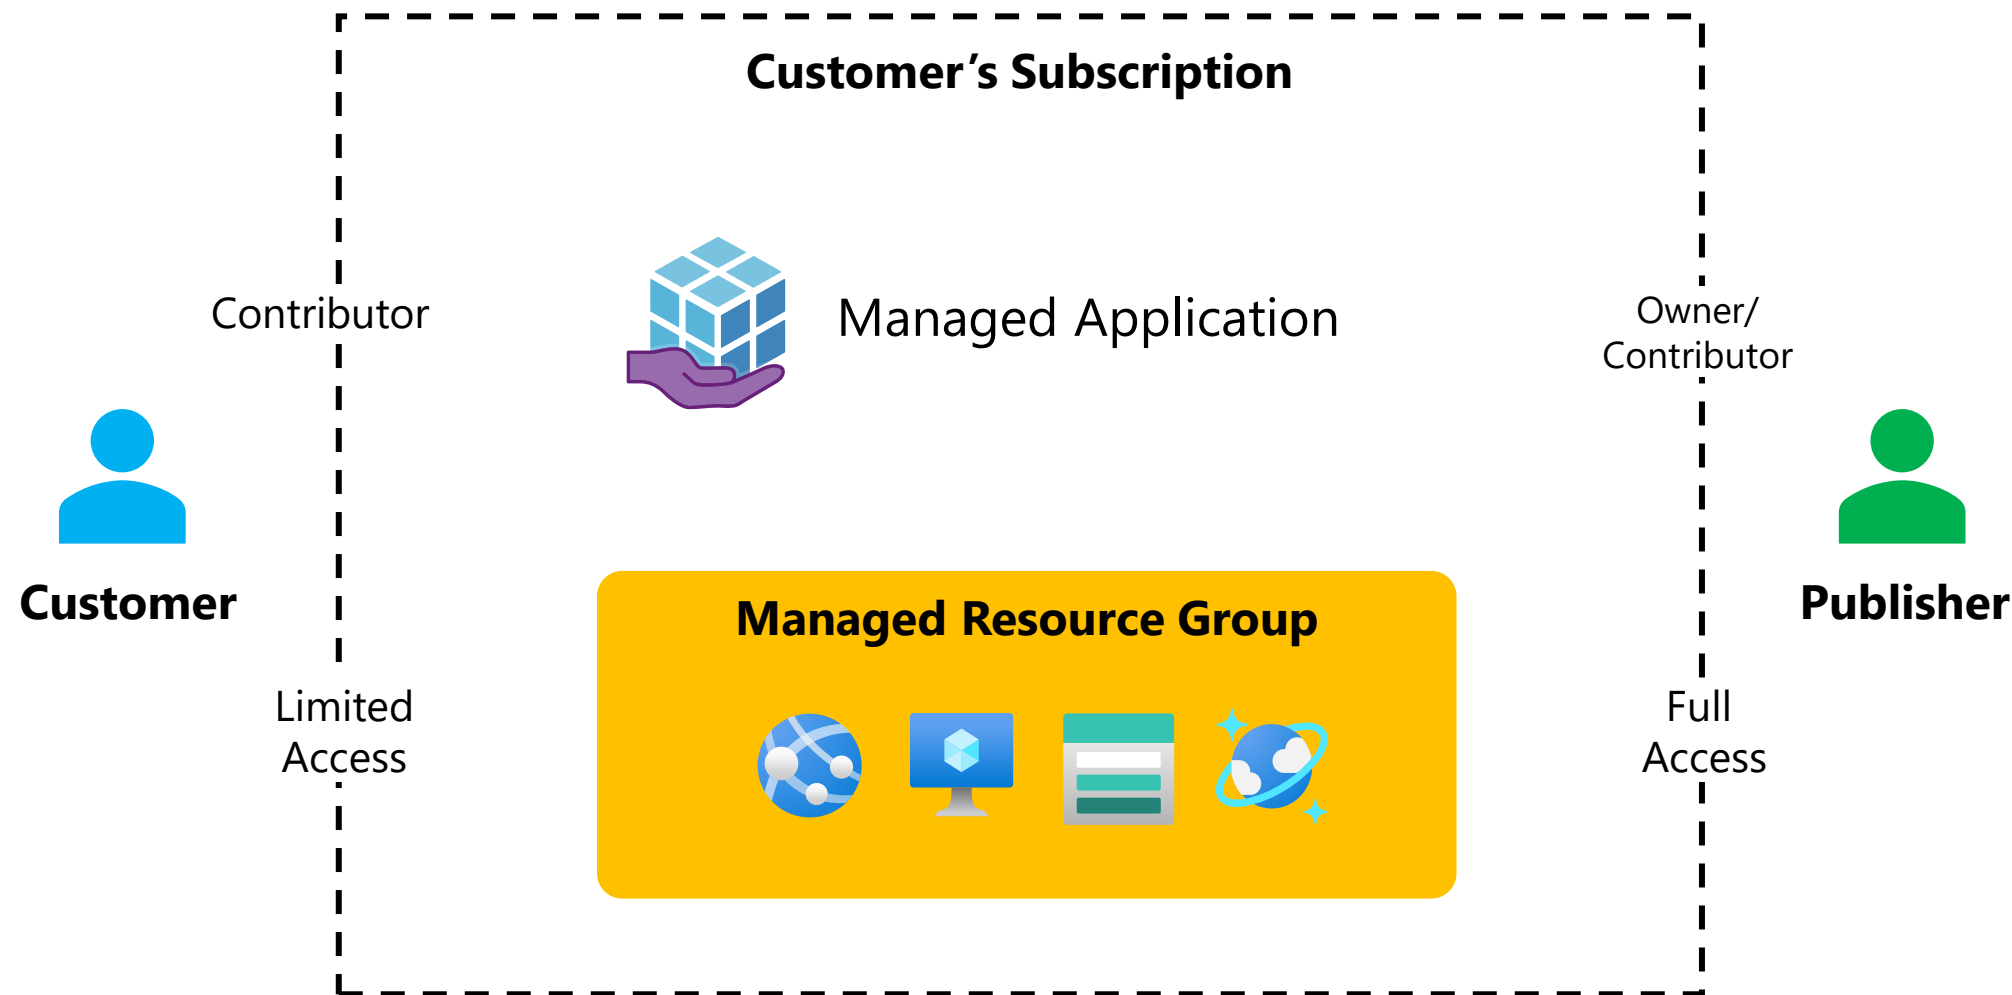 Customer’s Subscription
Contributor
Managed Application
Owner/
Contributor
Customer
Managed Resource Group
Publisher
Limited
Access
Full
Access